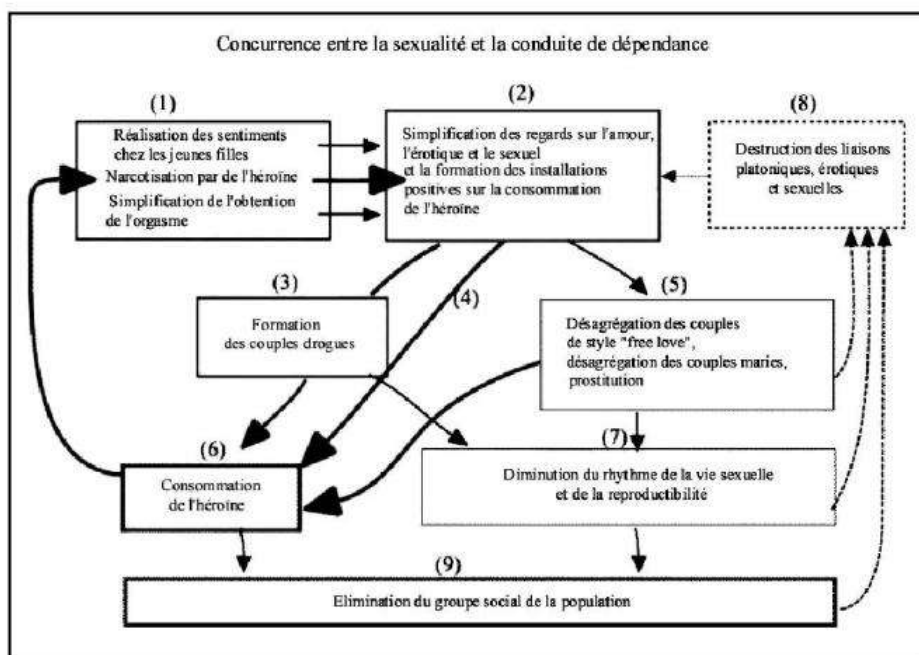 Concurrence entre la sexualité et la conduite de dépendance
(1)
Réalisation des sentiments
chez les jeunes filles
Narcotisation par de l'héroïne
Simplification de l'obtention
de l'orgasme
(2)
Simplification des regards sur l'amour,
l'érotique et le sexuel
et la formation des installations
positives sur la consommation
de l'héroïne
(8)
Destruction des liaisons
platoniques, érotiques
et sexuelles
(3)
Formation
des couples drogues
(4)
(5)
Désagrégation des couples
de style "free love",
désagrégation des couples maries,
prostitution
(6)
Consommation
de l'héroïne
(7)
Diminution du rhythme de la vie sexuelle
et de la reproductibilité
(9)
Elimination du groupe social de la population